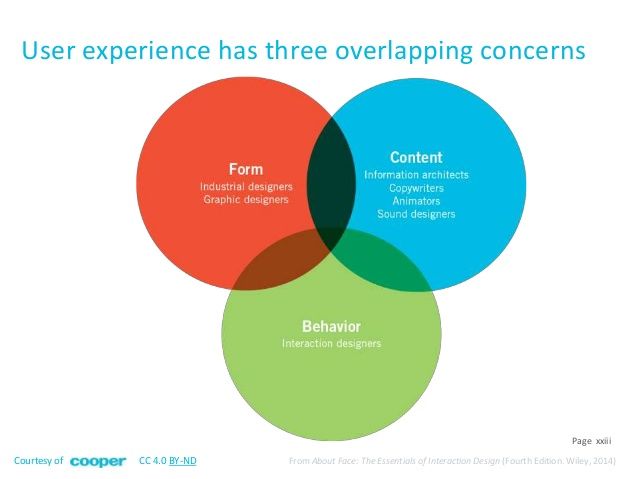 User experience has three overlapping concerns
Form
Industrial designers
Graphic designers
Content
Information architects
Copywriters
Animators
Sound designers
Behavior
Interaction designers
Page xxiii
Courtesy of cooper CC 4.0 BY-ND
From About Face: The Essentials of Interaction Design (Fourth Edition: Wiley, 2014)